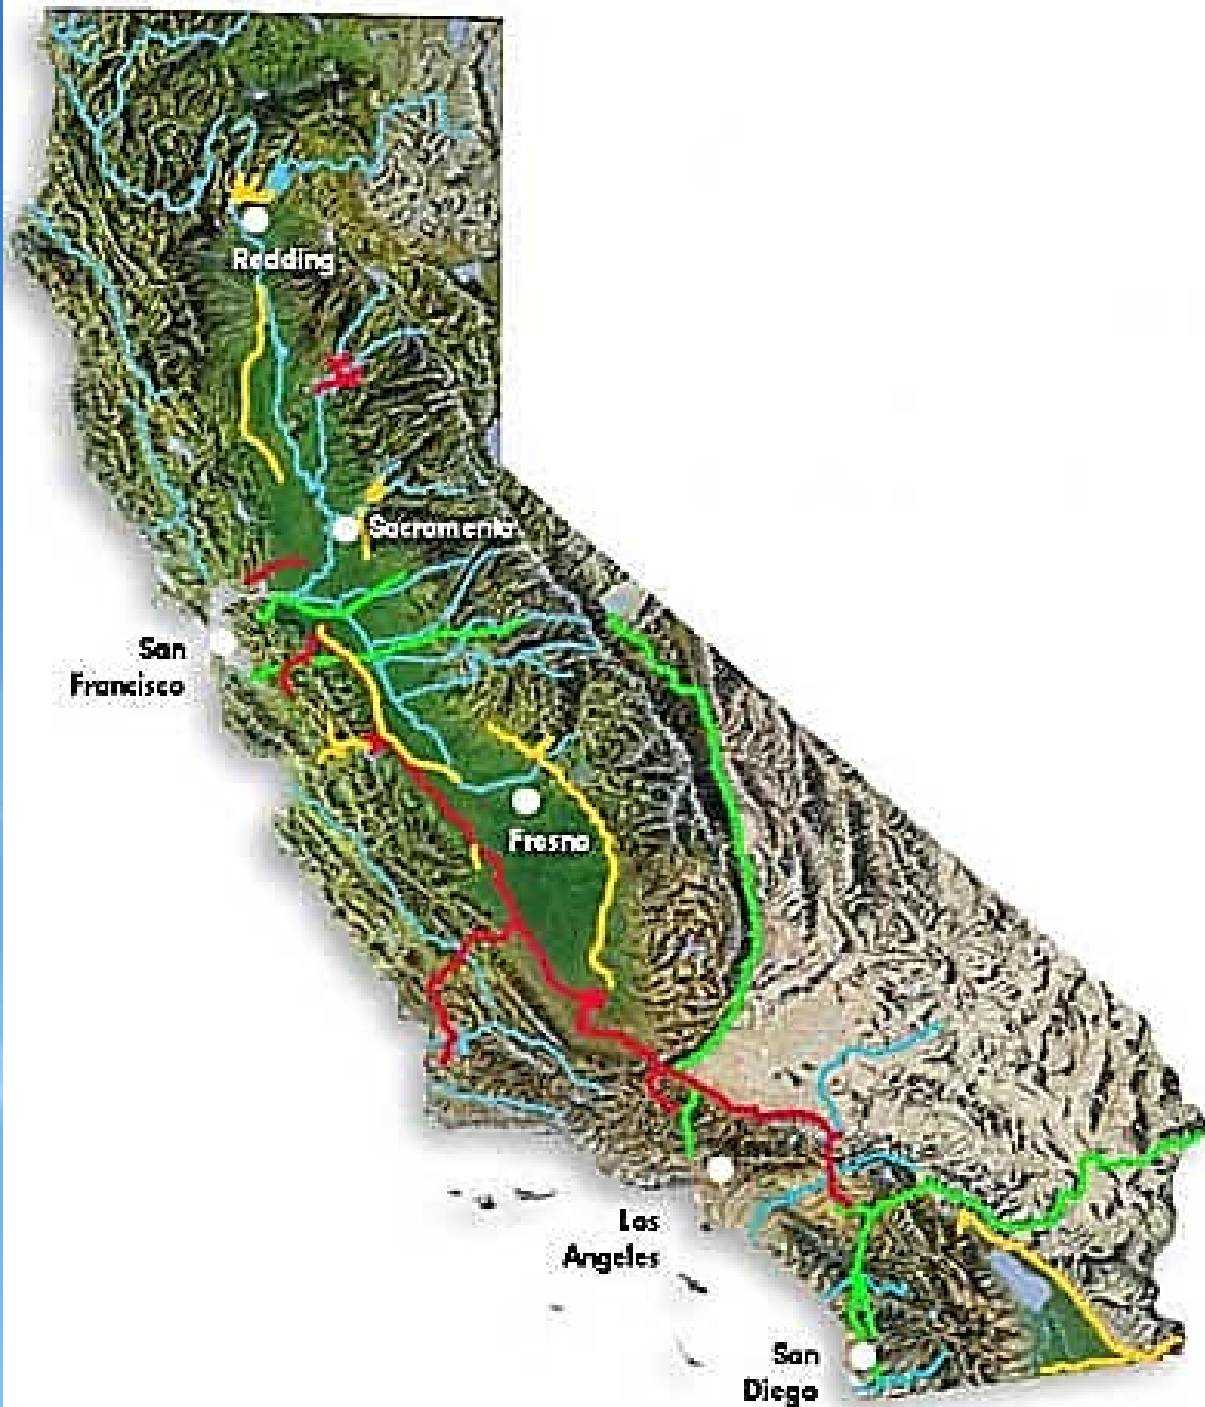 Redding
Sacramento
San
Francisco
Fresno
Los
Angeles
San
Diego